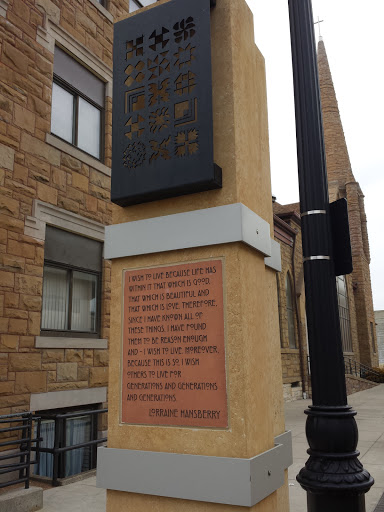 I WISH TO LIVE BECAUSE LIFE HAS
WITHIN IT THAT WHICH IS GOOD,
THAT WHICH IS BEAUTIFUL AND
THAT WHICH IS LOVE. THEREFORE,
SINCE I HAVE KNOWN ALL OF
THESE THINGS, I HAVE FOUND
THEM TO BE REASON ENOUGH
AND - I WISH TO LIVE. MOREOVER,
BECAUSE THIS IS SO, I WISH
OTHERS TO LIVE FOR
GENERATIONS AND GENERATIONS
AND GENERATIONS.
LORRAINE HANSBERRY